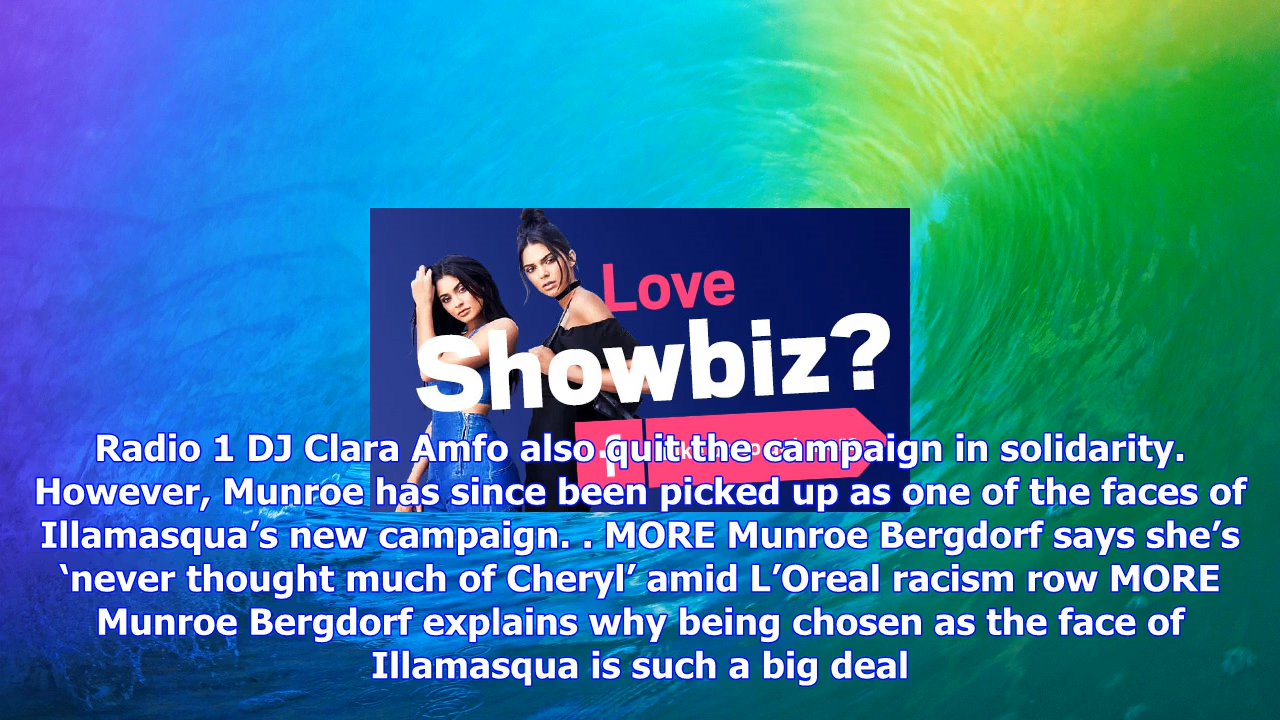 Love
Showbiz?
f
Radio 1 DJ Clara Amfo also quit the campaign in solidarity.
However, Munroe has since been picked up as one of the faces of
Illamasqua’s new campaign. . MORE Munroe Bergdorf says she’s
‘never thought much of Cheryl’ amid L’Oreal racism row MORE
Munroe Bergdorf explains why being chosen as the face of
Illamasqua is such a big deal